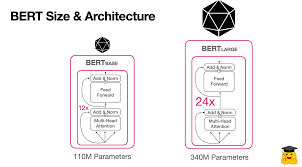 BERT Size & Architecture
BERTBASE
Add & Norm
Feed
Forward
12x
Add & Norm
Multi-Head
Attention
110M Parameters
BERTLARGE
Add & Norm
Feed
Forward
24x
Add & Norm
Multi-Head
Attention
340M Parameters